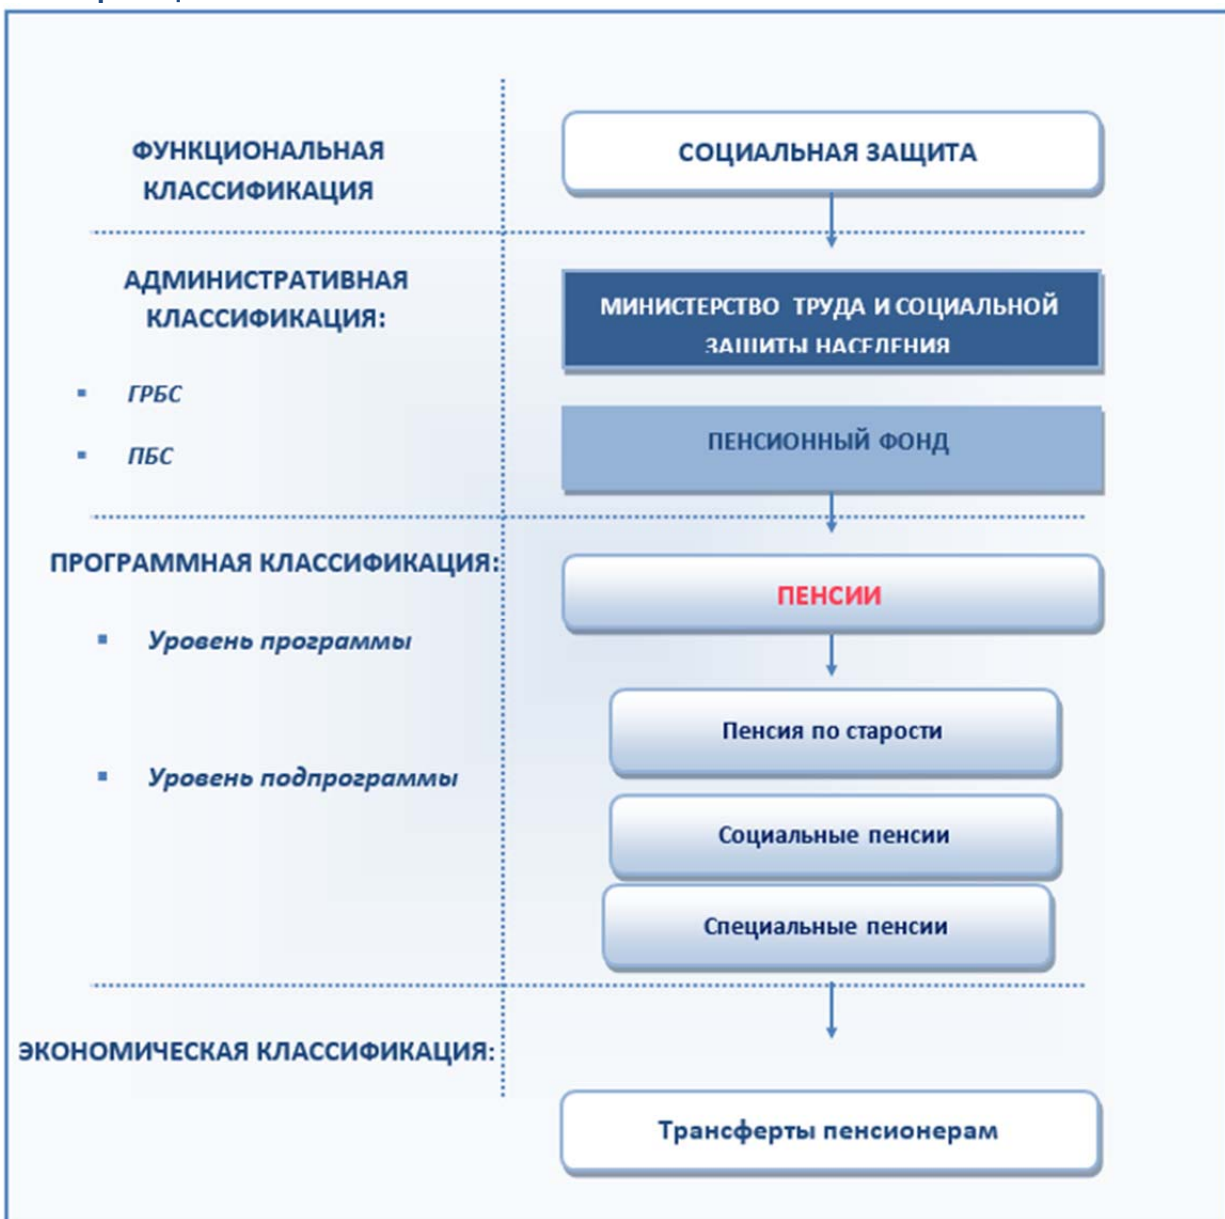 ФУНКЦИОНАЛЬНАЯ
КЛАССИФИКАЦИЯ
СОЦИАЛЬНАЯ ЗАЩИТА
АДМИНИСТРАТИВНАЯ
КЛАССИФИКАЦИЯ:
▪ ГРБС
▪ ПБС
МИНИСТЕРСТВО ТРУДА И СОЦИАЛЬНОЙ
ЗАЩИТЫ НАСЕЛЕНИЯ
ПЕНСИОННЫЙ ФОНД
ПРОГРАММНАЯ КЛАССИФИКАЦИЯ:
▪ Уровень программы
▪ Уровень подпрограммы
ПЕНСИИ
Пенсия по старости
Социальные пенсии
Специальные пенсии
ЭКОНОМИЧЕСКАЯ КЛАССИФИКАЦИЯ:
Трансферты пенсионерам